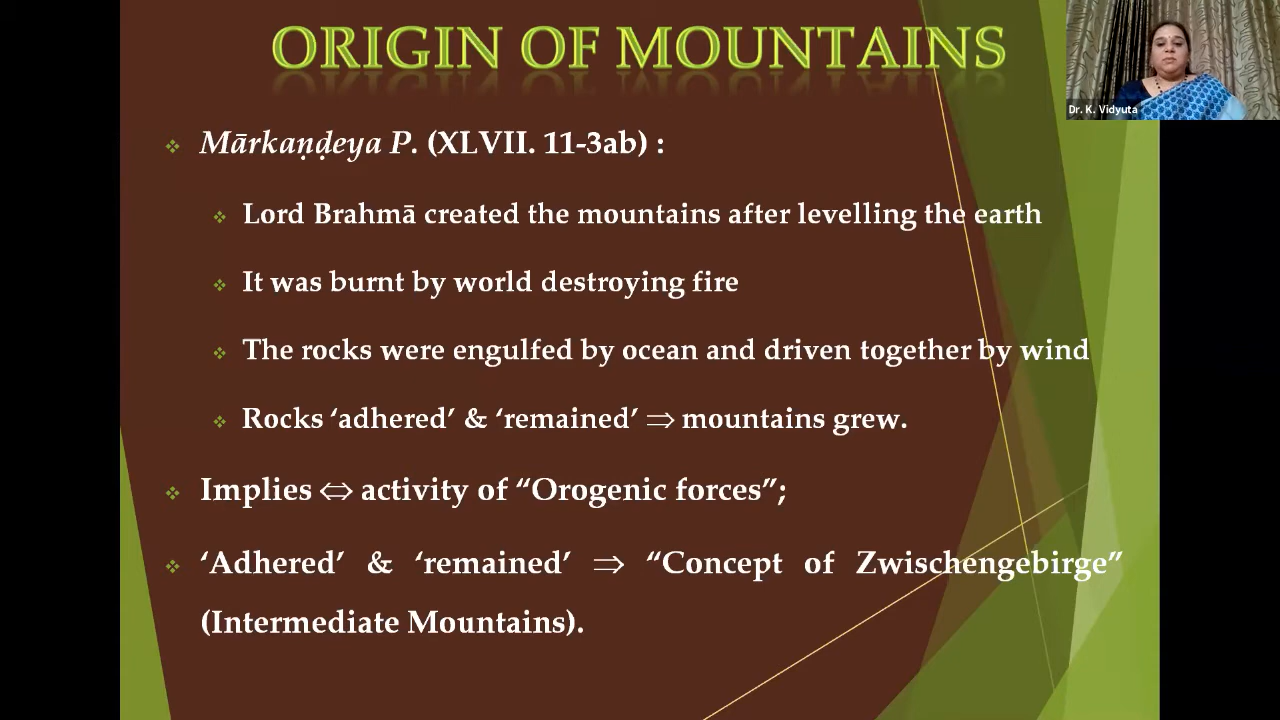 ORIGIN OF MOUNTAINS
Dr. K. Vidyuta
❖ Mārkaṇḍeya P. (XLVII. 11-3ab) :
❖ Lord Brahmā created the mountains after levelling the earth
❖ It was burnt by world destroying fire
❖ The rocks were engulfed by ocean and driven together by wind
❖ Rocks ‘adhered’ & ‘remained’ ⇒ mountains grew.
❖ Implies ⇔ activity of “Orogenic forces”;
❖ ‘Adhered’ & ‘remained’ ⇒ “Concept of Zwischengebirge”
(Intermediate Mountains).